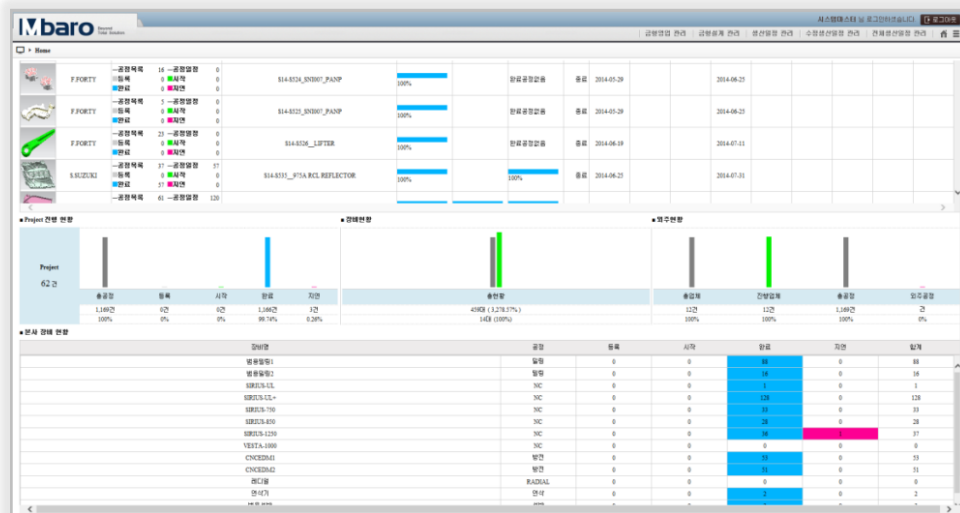 Mbaro Beyond Total Solution
시스템마스터 님 로그인하셨습니다. 로그아웃
금형영업 관리 | 금형설계 관리 | 생산일정 관리 | 수정생산일정 관리 | 전체생산일정 관리
Home
F.FORTY
---공정목록 16 ---공정일정 0
등록 0 시작 0
완료 0 지연 0
S14-8524_SNI007_PANP 100% 완료공정없음 종료 2014-05-29 2014-06-25
F.FORTY
---공정목록 5 ---공정일정 0
등록 0 시작 0
완료 0 지연 0
S14-8525_SNI007_PANP 100% 완료공정없음 종료 2014-05-29 2014-06-25
F.FORTY
---공정목록 23 ---공정일정 0
등록 0 시작 0
완료 0 지연 0
S14-8526__LIFTER 100% 완료공정없음 종료 2014-06-19 2014-07-11
S.SUZUKI
---공정목록 37 ---공정일정 37
등록 0 시작 0
완료 37 지연 0
S14-8535__973A RCL REFLECTOR 100% 100% 종료 2014-06-25 2014-07-31
---공정목록 61 ---공정일정 120
Project 진행 현황
장비현황
외주현황
Project
62 건
총공정 등록 시작 완료 지연
1,169건 0건 0건 1,166건 3건
100% 0% 0% 99.74% 0.26%
총현황
459대 ( 3,278.57%)
14대 (100%)
총업체 진행업체 총공정 외주공정
12건 12건 1,169건 건
100% 100% 100% 0%
본사 장비 현황
장비명 공정 등록 시작 완료 지연 합계
범용밀링1 밀링 0 0 88 0 88
범용밀링2 밀링 0 0 16 0 16
SIRIUS-UL NC 0 0 1 0 1
SIRIUS-UL+ NC 0 0 128 0 128
SIRIUS-750 NC 0 0 33 0 33
SIRIUS-850 NC 0 0 28 0 28
SIRIUS-1250 NC 0 0 36 1 37
VESTA-1000 NC 0 0 0 0 0
CNCEDM1 방전 0 0 53 0 53
CNCEDM2 방전 0 0 51 0 51
레디알 RADIAL 0 0 0 0 0
연삭기 연삭 0 0 2 0 2